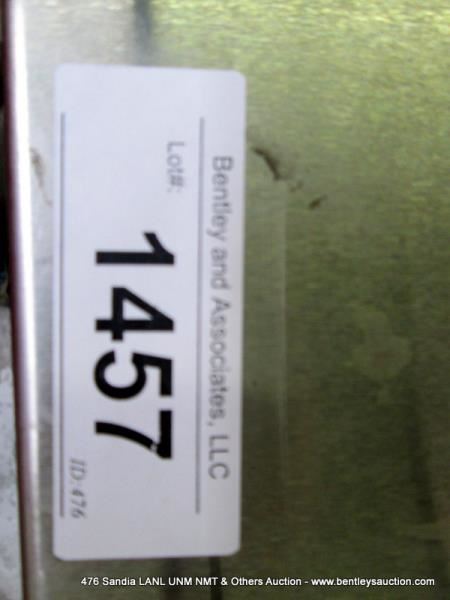 Bentley and Associates, LLC
Lot#:
1457
ID:476
476 Sandia LANL UNM NMT & Others Auction - www.bentleysauction.com